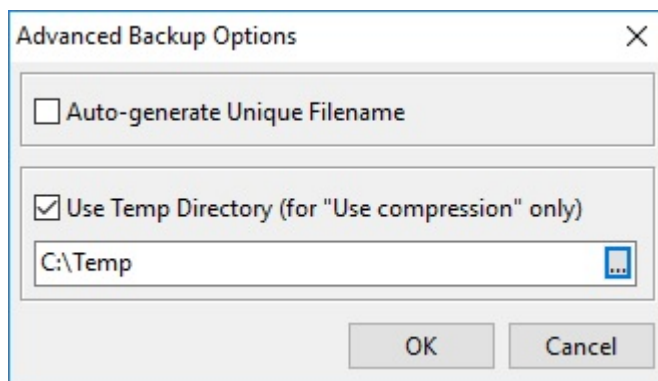 Advanced Backup Options
Auto-generate Unique Filename
Use Temp Directory (for "Use compression" only)
C:\Temp
...
OK
Cancel